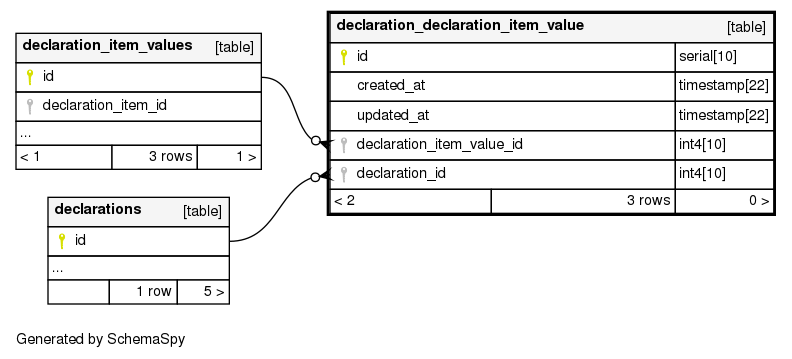 declaration_item_values [table]
id
declaration_item_id
...
< 1 3 rows 1 >
declarations [table]
id
...
1 row 5 >
declaration_declaration_item_value [table]
id serial[10]
created_at timestamp[22]
updated_at timestamp[22]
declaration_item_value_id int4[10]
declaration_id int4[10]
< 2 3 rows 0 >
Generated by SchemaSpy